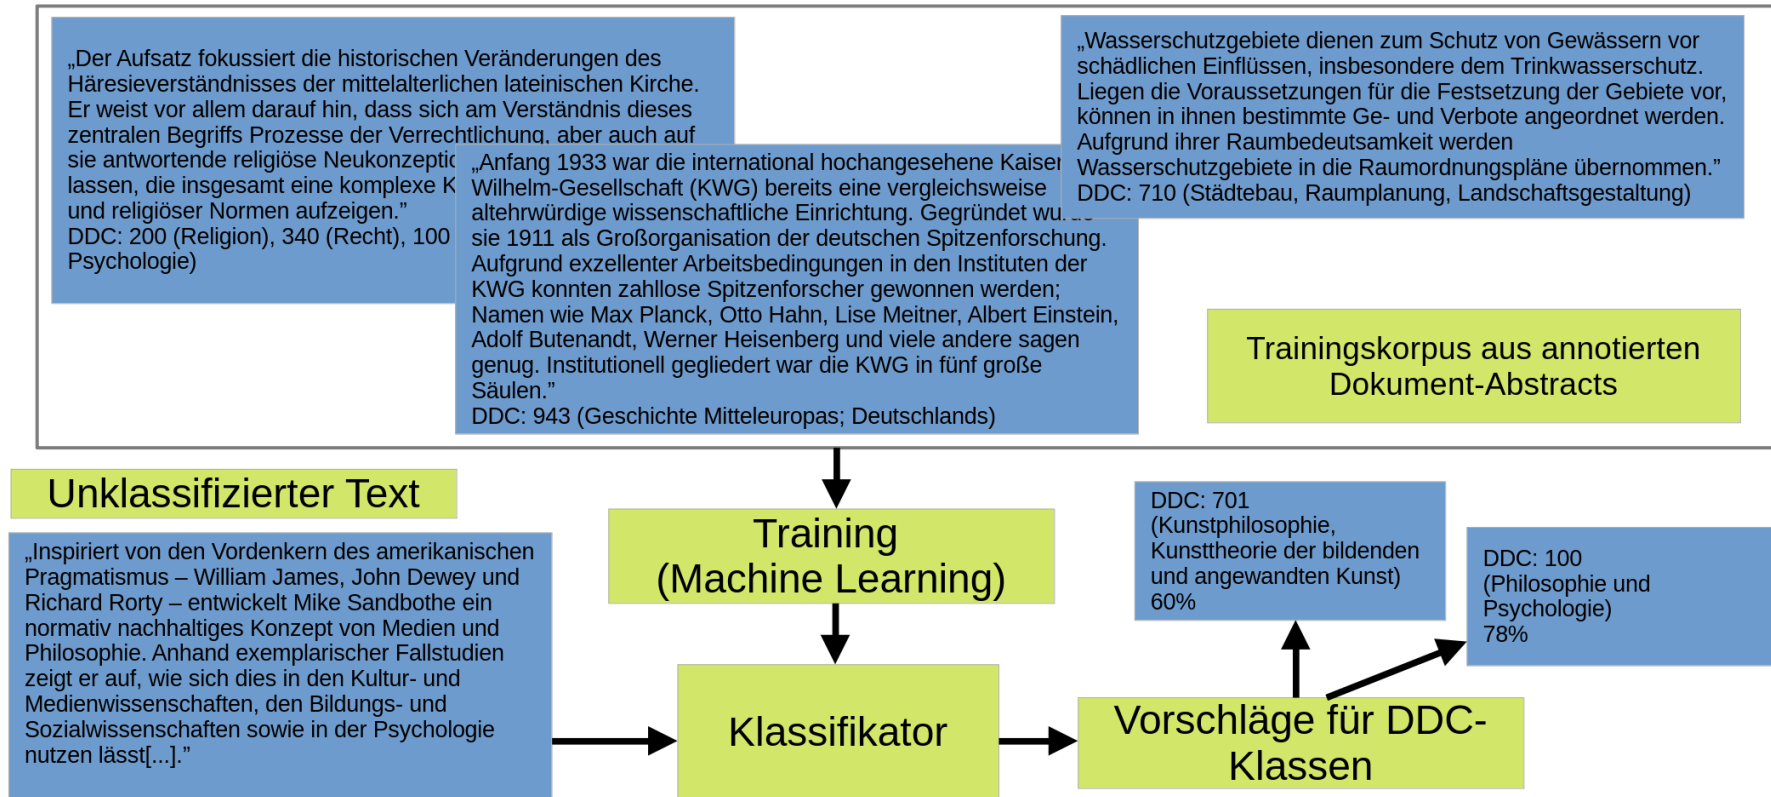 „Der Aufsatz fokussiert die historischen Veränderungen des
Häresieverständnisses der mittelalterlichen lateinischen Kirche.
Er weist vor allem darauf hin, dass sich am Verständnis dieses
zentralen Begriffs Prozesse der Verrechtlichung, aber auch auf
sie antwortende religiöse
lassen, die insgesamt eine komplexe
und religiöser Normen aufzeigen.”
DDC: 200 (Religion), 340 (Recht), 100
Psychologie)
„Anfang 1933 war die international hochangesehene Kaiser
Wilhelm-Gesellschaft (KWG) bereits eine vergleichsweise
altehrwürdige wissenschaftliche Einrichtung. Gegründet wurde
sie 1911 als Großorganisation der deutschen Spitzenforschung.
Aufgrund exzellenter Arbeitsbedingungen in den Instituten der
KWG konnten zahllose Spitzenforscher gewonnen werden;
Namen wie Max Planck, Otto Hahn, Lise Meitner, Albert Einstein,
Adolf Butenandt, Werner Heisenberg und viele andere sagen
genug. Institutionell gegliedert war die KWG in fünf große
Säulen.”
DDC: 943 (Geschichte Mitteleuropas; Deutschlands)
„Wasserschutzgebiete dienen zum Schutz von Gewässern vor
schädlichen Einflüssen, insbesondere dem Trinkwasserschutz.
Liegen die Voraussetzungen für die Festsetzung der Gebiete vor,
können in ihnen bestimmte Ge- und Verbote angeordnet werden.
Aufgrund ihrer Raumbedeutsamkeit werden
Wasserschutzgebiete in die Raumordnungspläne übernommen.”
DDC: 710 (Städtebau, Raumplanung, Landschaftsgestaltung)
Trainingskorpus aus annotierten
Dokument-Abstracts
Unklassifizierter Text
„Inspiriert von den Vordenkern des amerikanischen
Pragmatismus – William James, John Dewey und
Richard Rorty – entwickelt Mike Sandbothe ein
normativ nachhaltiges Konzept von Medien und
Philosophie. Anhand exemplarischer Fallstudien
zeigt er auf, wie sich dies in den Kultur- und
Medienwissenschaften, den Bildungs- und
Sozialwissenschaften sowie in der Psychologie
nutzen lässt[...].”
Training
(Machine Learning)
Klassifikator
Vorschläge für DDC-
Klassen
DDC: 701
(Kunstphilosophie,
Kunsttheorie der bildenden
und angewandten Kunst)
60%
DDC: 100
(Philosophie und
Psychologie)
78%